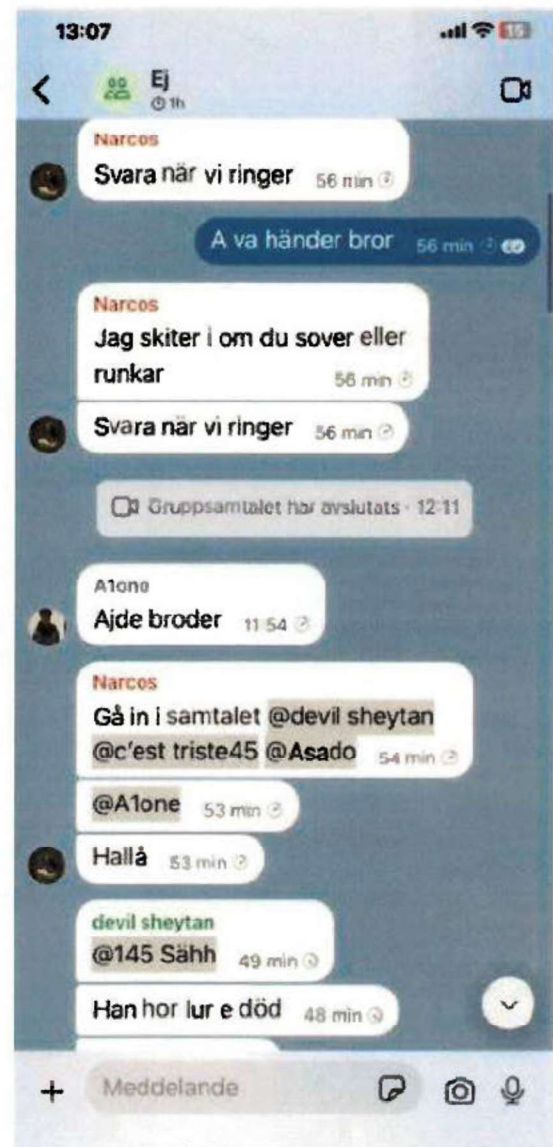 13:07
Ej
1h
Narcos
Svara när vi ringer 56 min
A va händer bror 56 min
Narcos
Jag skiter i om du sover eller
runkar 56 min
Svara när vi ringer 56 min
Gruppsamtalet har avslutats · 12:11
A1one
Ajde broder 11:54
Narcos
Gå in i samtalet @devil sheytan
@c'est triste45 @Asado 54 min
@A1one 53 min
Hallå 53 min
devil sheytan
@145 Sähh 49 min
Han hor lur e död 48 min
Meddelande